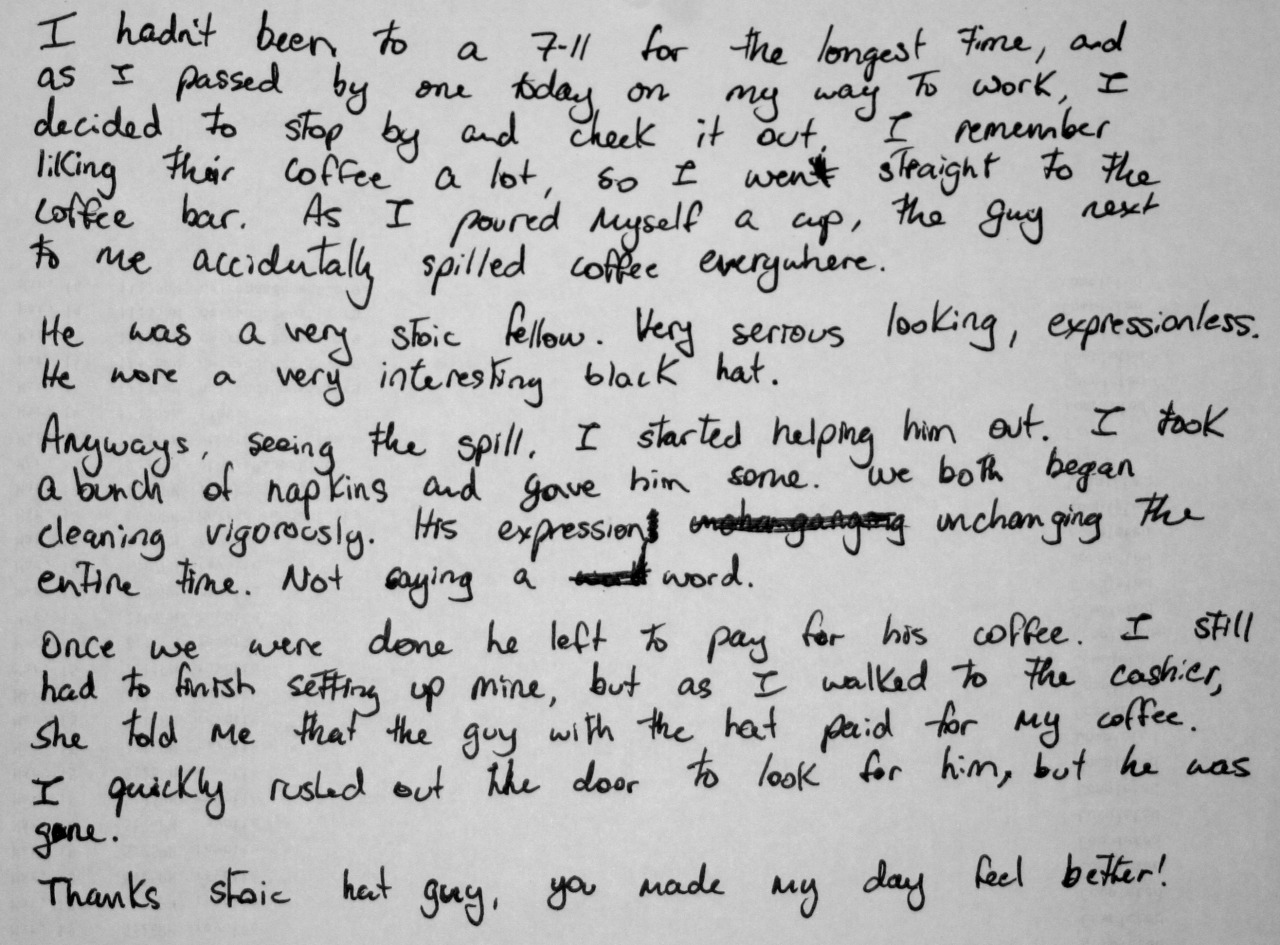 I hadn't been to a 7-11 for the longest time, and
as I passed by one today on my way to work, I
decided to stop by and check it out. I remember
liking their coffee a lot, so I went straight to the
coffee bar. As I poured myself a cup, the guy next
to me accidutally spilled coffee everywhere.
He was a very stoic fellow. Very serious looking, expressionless.
He wore a very interesting black hat.
Anyways, seeing the spill, I started helping him out. I took
a bunch of napkins and gave him some. We both began
cleaning vigorously. His expression unchanging the
entire time. Not saying a word.
Once we were done he left to pay for his coffee. I still
had to finish setting up mine, but as I walked to the cashier,
she told me that the guy with the hat paid for my coffee.
I quickly rushed out the door to look for him, but he was
gone.
Thanks stoic hat guy, you made my day feel better!